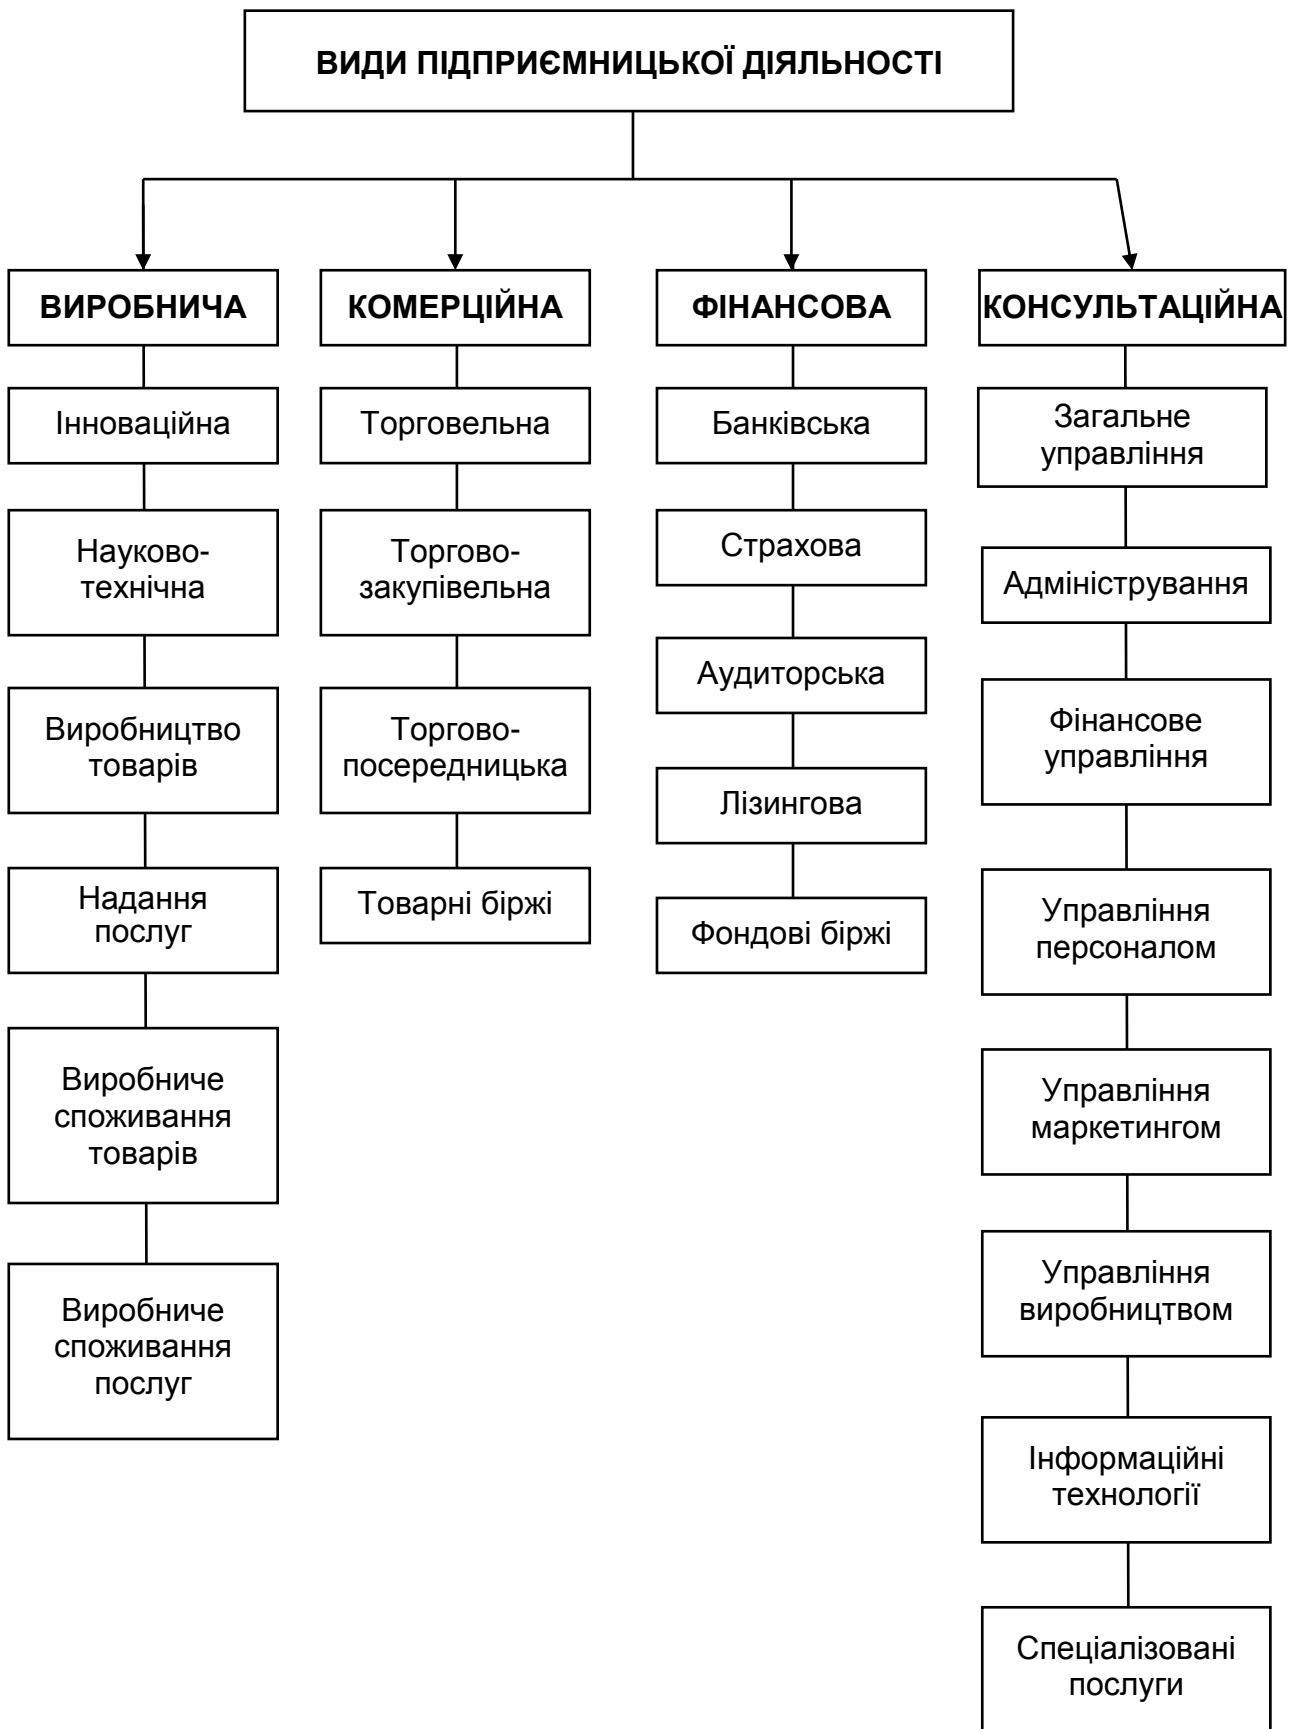 ВИДИ ПІДПРИЄМНИЦЬКОЇ ДІЯЛЬНОСТІ
ВИРОБНИЧА
Інноваційна
Науково-
технічна
Виробництво
товарів
Надання
послуг
Виробниче
споживання
товарів
Виробниче
споживання
послуг
КОМЕРЦІЙНА
Торговельна
Торгово-
закупівельна
Торгово-
посередницька
Товарні біржі
ФІНАНСОВА
Банківська
Страхова
Аудиторська
Лізингова
Фондові біржі
КОНСУЛЬТАЦІЙНА
Загальне
управління
Адміністрування
Фінансове
управління
Управління
персоналом
Управління
маркетингом
Управління
виробництвом
Інформаційні
технології
Спеціалізовані
послуги